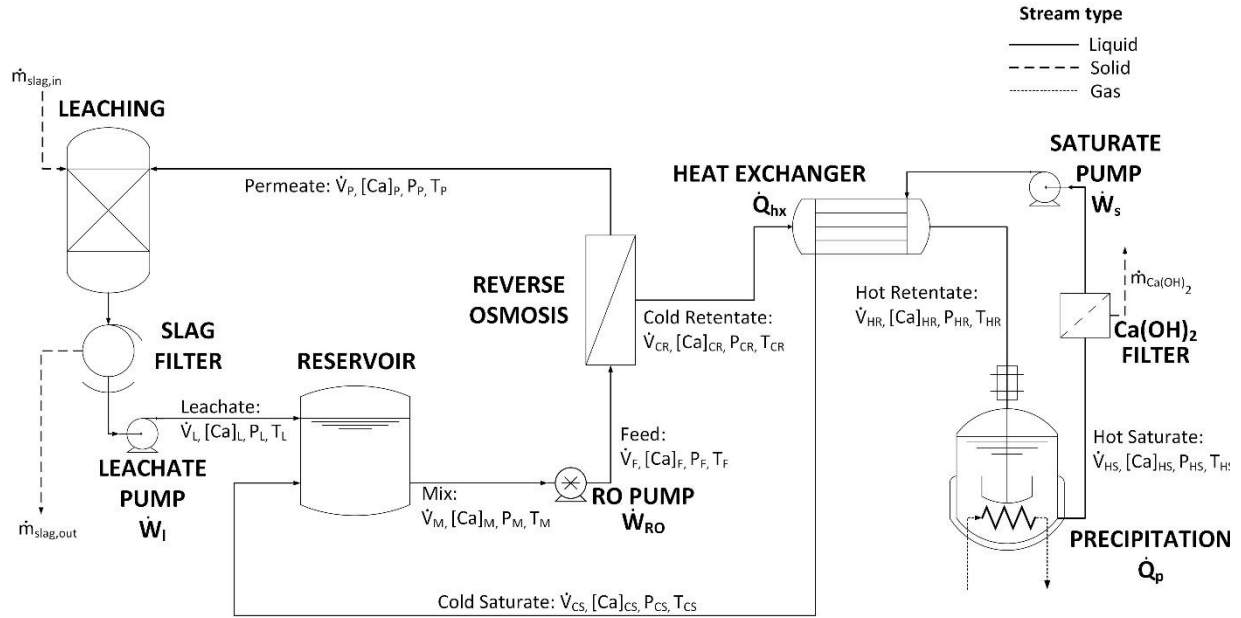 Stream type
Liquid
Solid
Gas
ṁslag,in
LEACHING
Permeate: V̇P, [Ca]P, PP, TP
HEAT EXCHANGER
Q̇hx
SATURATE
PUMP
Ẇs
ṁCa(OH)2
REVERSE
OSMOSIS
Cold Retentate:
V̇CR, [Ca]CR, PCR, TCR
Hot Retentate:
V̇HR, [Ca]HR, PHR, THR
Ca(OH)2
FILTER
SLAG
FILTER
RESERVOIR
Leachate:
V̇L, [Ca]L, PL, TL
LEACHATE
PUMP
Ẇl
Feed:
V̇F, [Ca]F, PF, TF
Mix:
V̇M, [Ca]M, PM, TM
RO PUMP
ẆRO
Hot Saturate:
V̇HS, [Ca]HS, PHS, THS
ṁslag,out
PRECIPITATION
Q̇p
Cold Saturate: V̇CS, [Ca]CS, PCS, TCS